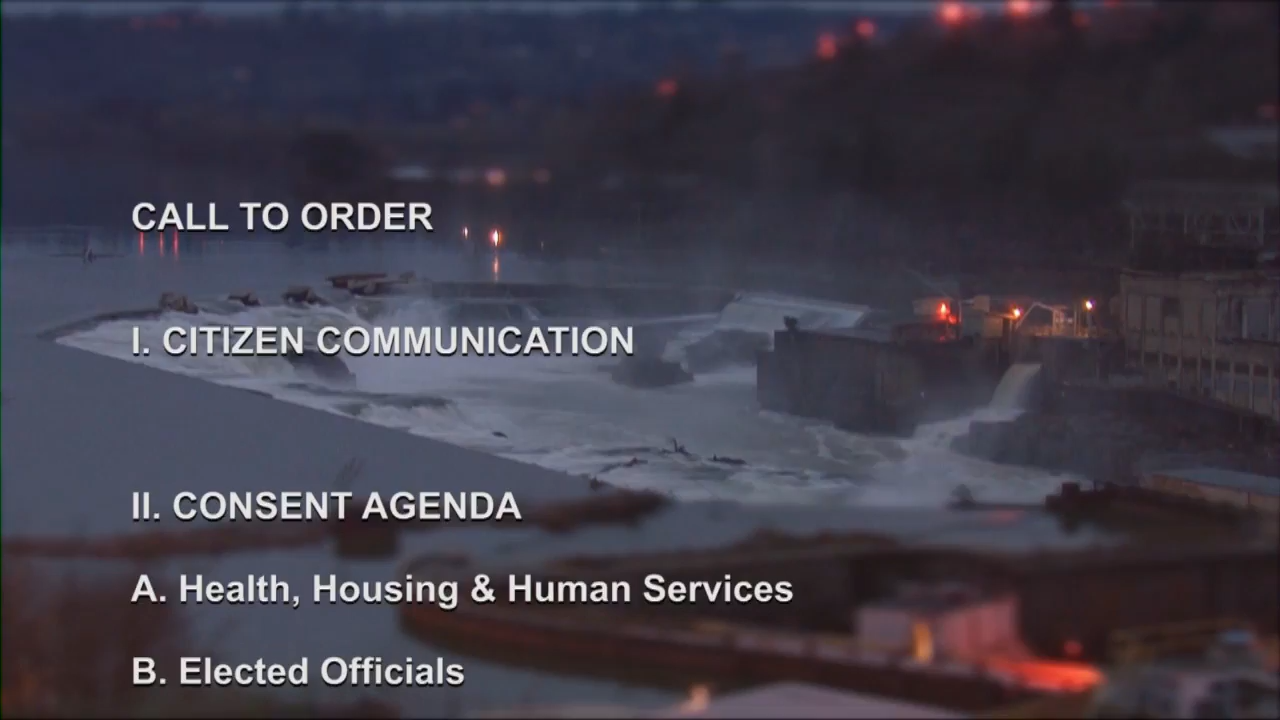 CALL TO ORDER
I. CITIZEN COMMUNICATION
II. CONSENT AGENDA
A. Health, Housing & Human Services
B. Elected Officials